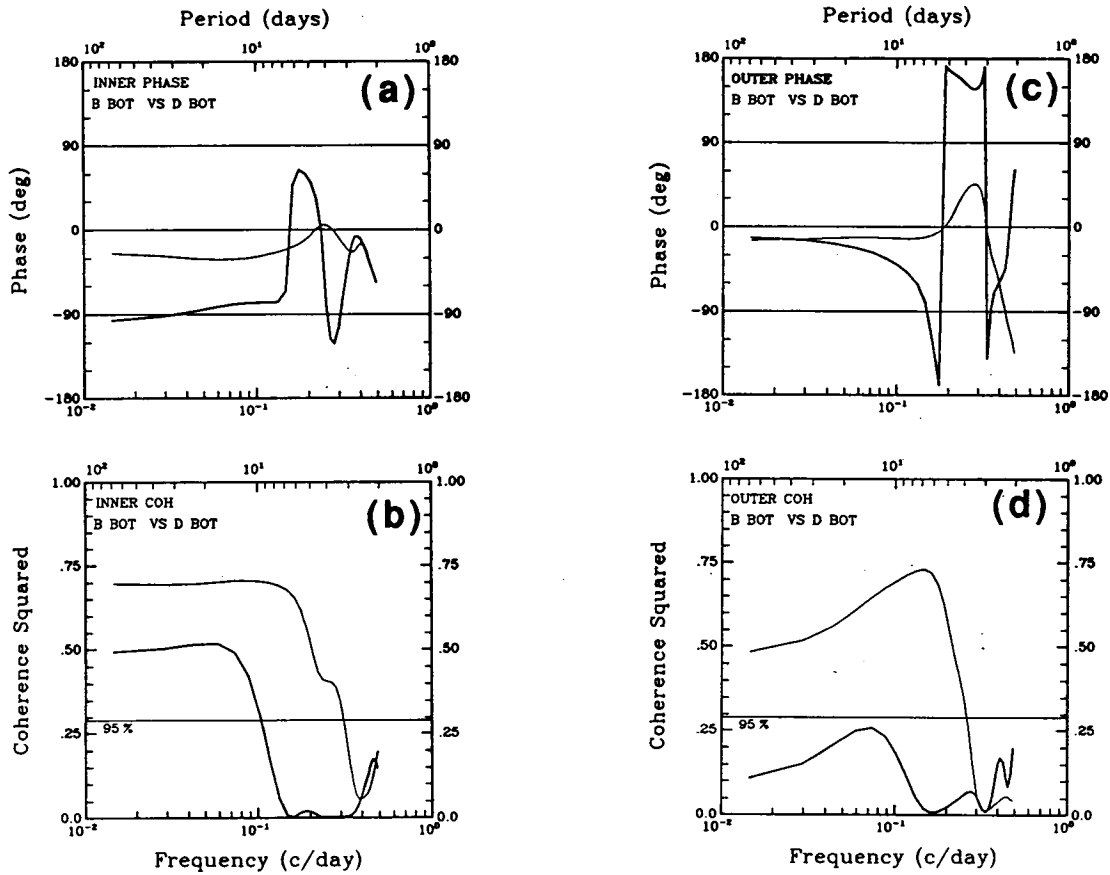 Period (days)
10² 10¹ 10⁰
180 180
INNER PHASE
B BOT VS D BOT
(a)
90 90
Phase (deg)
0 0
-90 -90
-180 -180
10⁻² 10⁻¹ 10⁰
Period (days)
10² 10¹ 10⁰
180 180
OUTER PHASE
B BOT VS D BOT
(c)
90 90
Phase (deg)
0 0
-90 -90
-180 -180
10⁻² 10⁻¹ 10⁰
10² 10¹ 10⁰
1.00 1.00
INNER COH
B BOT VS D BOT
(b)
.75 .75
Coherence Squared
.50 .50
95%
.25 .25
0.0 0.0
10⁻² 10⁻¹ 10⁰
Frequency (c/day)
10² 10¹ 10⁰
1.00 1.00
OUTER COH
B BOT VS D BOT
(d)
.75 .75
Coherence Squared
.50 .50
95%
.25 .25
0.0 0.0
10⁻² 10⁻¹ 10⁰
Frequency (c/day)